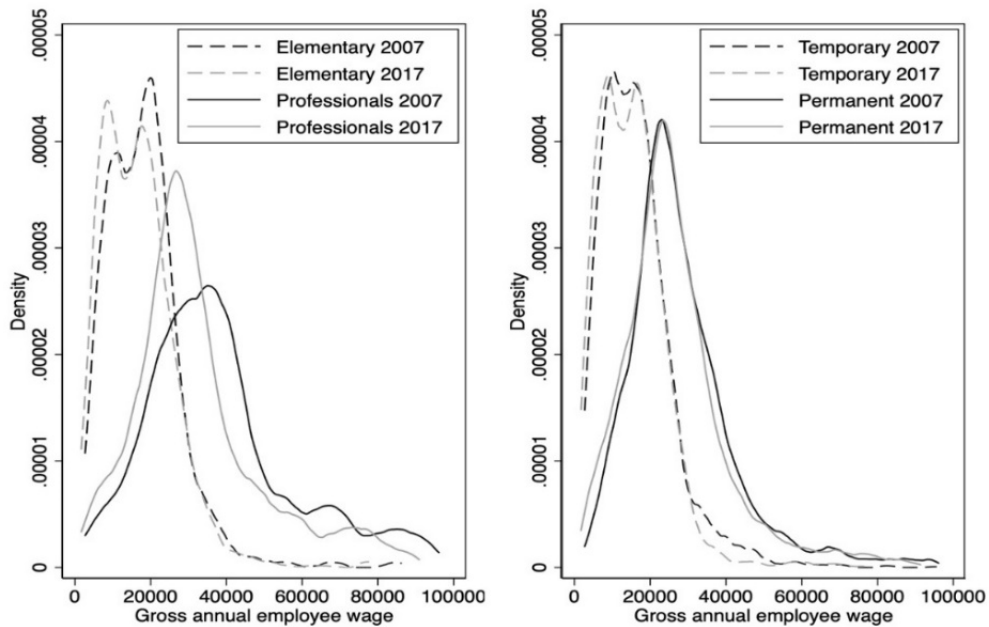 Elementary 2007
Elementary 2017
Professionals 2007
Professionals 2017
Density
0
.00001
.00002
.00003
.00004
.00005
0
20000
40000
60000
80000
100000
Gross annual employee wage
Temporary 2007
Temporary 2017
Permanent 2007
Permanent 2017
Density
0
.00001
.00002
.00003
.00004
.00005
0
20000
40000
60000
80000
100000
Gross annual employee wage